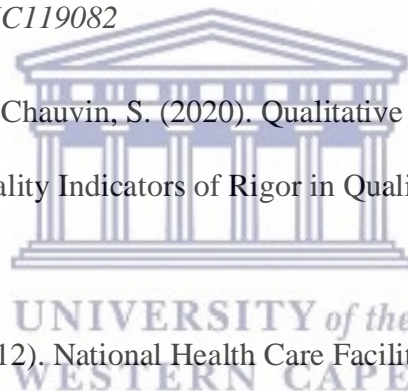 C119082
Chauvin, S. (2020). Qualitative
ality Indicators of Rigor in Quali
UNIVERSITY of the
12). National Health Care Facilit
WESTERN CAPE